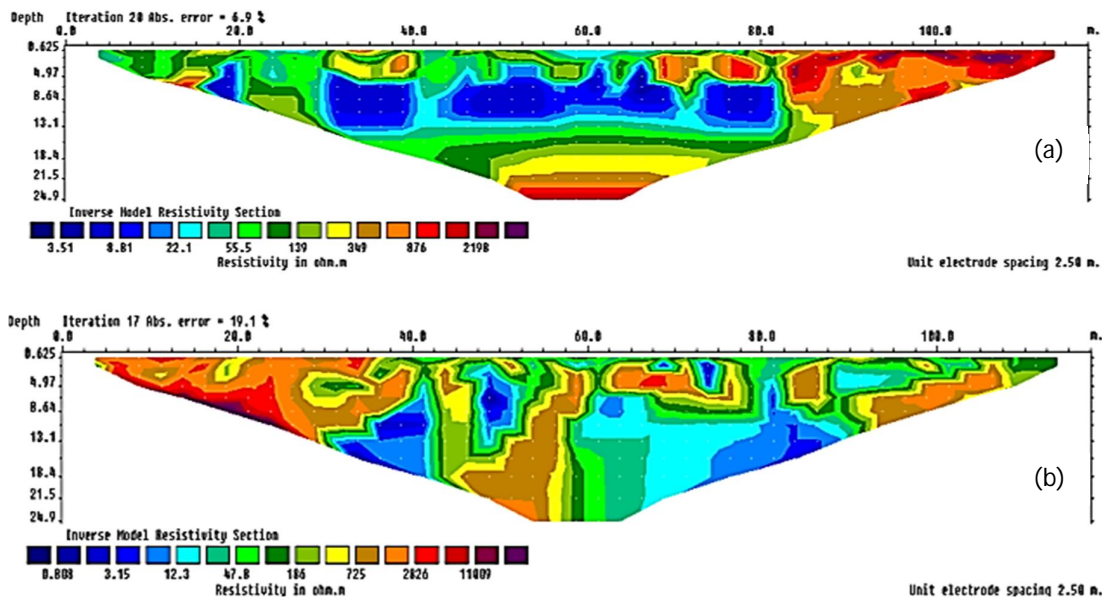 Depth Iteration 20 Abs. error = 6.9 %
0.0 20.0 40.0 60.0 80.0 100.0 m.
0.625
4.97
8.64
13.1
18.4
21.5
24.9
(a)
Inverse Model Resistivity Section
3.51 8.81 22.1 55.5 139 349 876 2198
Resistivity in ohm.m
Unit electrode spacing 2.50 m.
Depth Iteration 17 Abs. error = 19.1 %
0.0 20.0 40.0 60.0 80.0 100.0 m.
0.625
4.97
8.64
13.1
18.4
21.5
24.9
(b)
Inverse Model Resistivity Section
0.808 3.15 12.3 47.8 186 725 2826 11009
Resistivity in ohm.m
Unit electrode spacing 2.50 m.